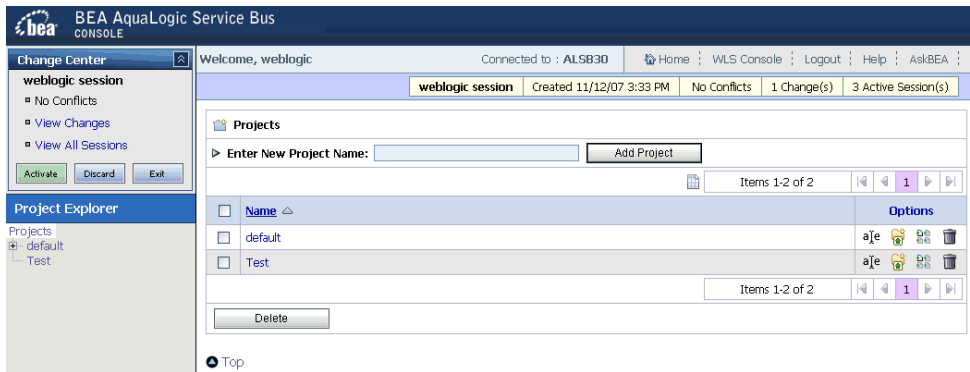 bea
BEA AquaLogic Service Bus
CONSOLE
Change Center
weblogic session
No Conflicts
View Changes
View All Sessions
Activate Discard Exit
Project Explorer
Projects
default
Test
Welcome, weblogic Connected to : ALSB30 Home WLS Console Logout Help AskBEA
weblogic session Created 11/12/07 3:33 PM No Conflicts 1 Change(s) 3 Active Session(s)
Projects
Enter New Project Name: Add Project
Items 1-2 of 2 1
Name Options
default a e
Test a e
Items 1-2 of 2 1
Delete
Top